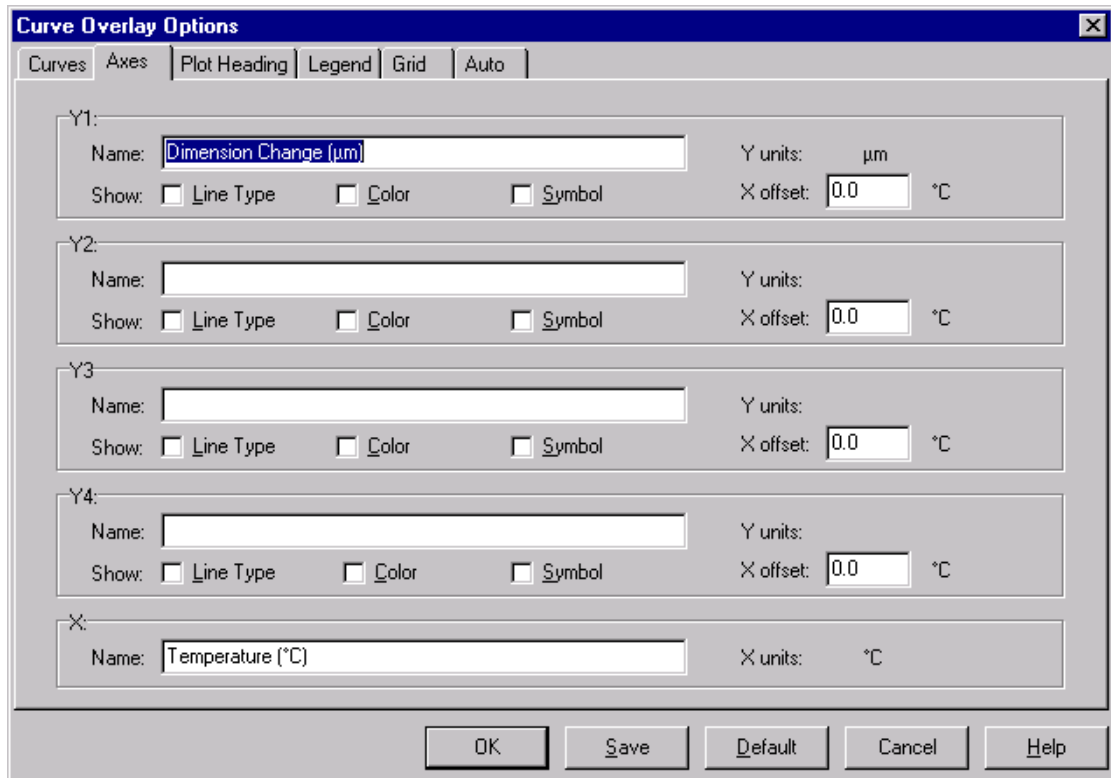 Curve Overlay Options
Curves Axes Plot Heading Legend Grid Auto
Y1:
Name: Dimension Change (µm) Y units: µm
Show: Line Type Color Symbol X offset: 0.0 °C
Y2:
Name: Y units:
Show: Line Type Color Symbol X offset: 0.0 °C
Y3
Name: Y units:
Show: Line Type Color Symbol X offset: 0.0 °C
Y4:
Name: Y units:
Show: Line Type Color Symbol X offset: 0.0 °C
X:
Name: Temperature (°C) X units: °C
OK Save Default Cancel Help